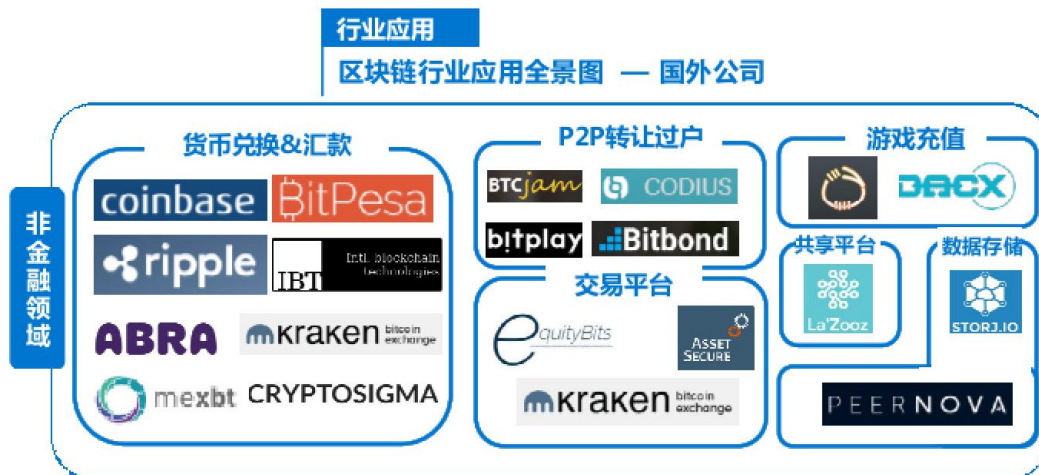 行业应用
区块链行业应用全景图 — 国外公司
非金融领域
货币兑换&汇款
coinbase
BitPesa
ripple
IBT
Intl. blockchain
technologies
ABRA
kraken bitcoin
exchange
mexbt
CRYPTOSIGMA
P2P转让过户
BTCjam
CODIUS
b!tplay
Bitbond
交易平台
equityBits
ASSET
SECURE
kraken bitcoin
exchange
游戏充值
DACX
共享平台
La'Zooz
数据存储
STORJ.IO
PEERNOVA